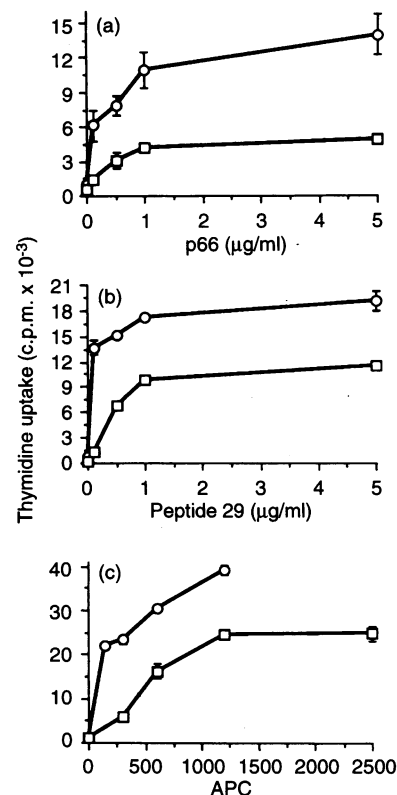 Thymidine uptake (c.p.m. x 10-3)
(a)
15
12
9
6
3
0
0 1 2 3 4 5
p66 (μg/ml)
(b)
21
18
15
12
9
6
3
0
0 1 2 3 4 5
Peptide 29 (μg/ml)
(c)
40
30
20
10
0
0 500 1000 1500 2000 2500
APC